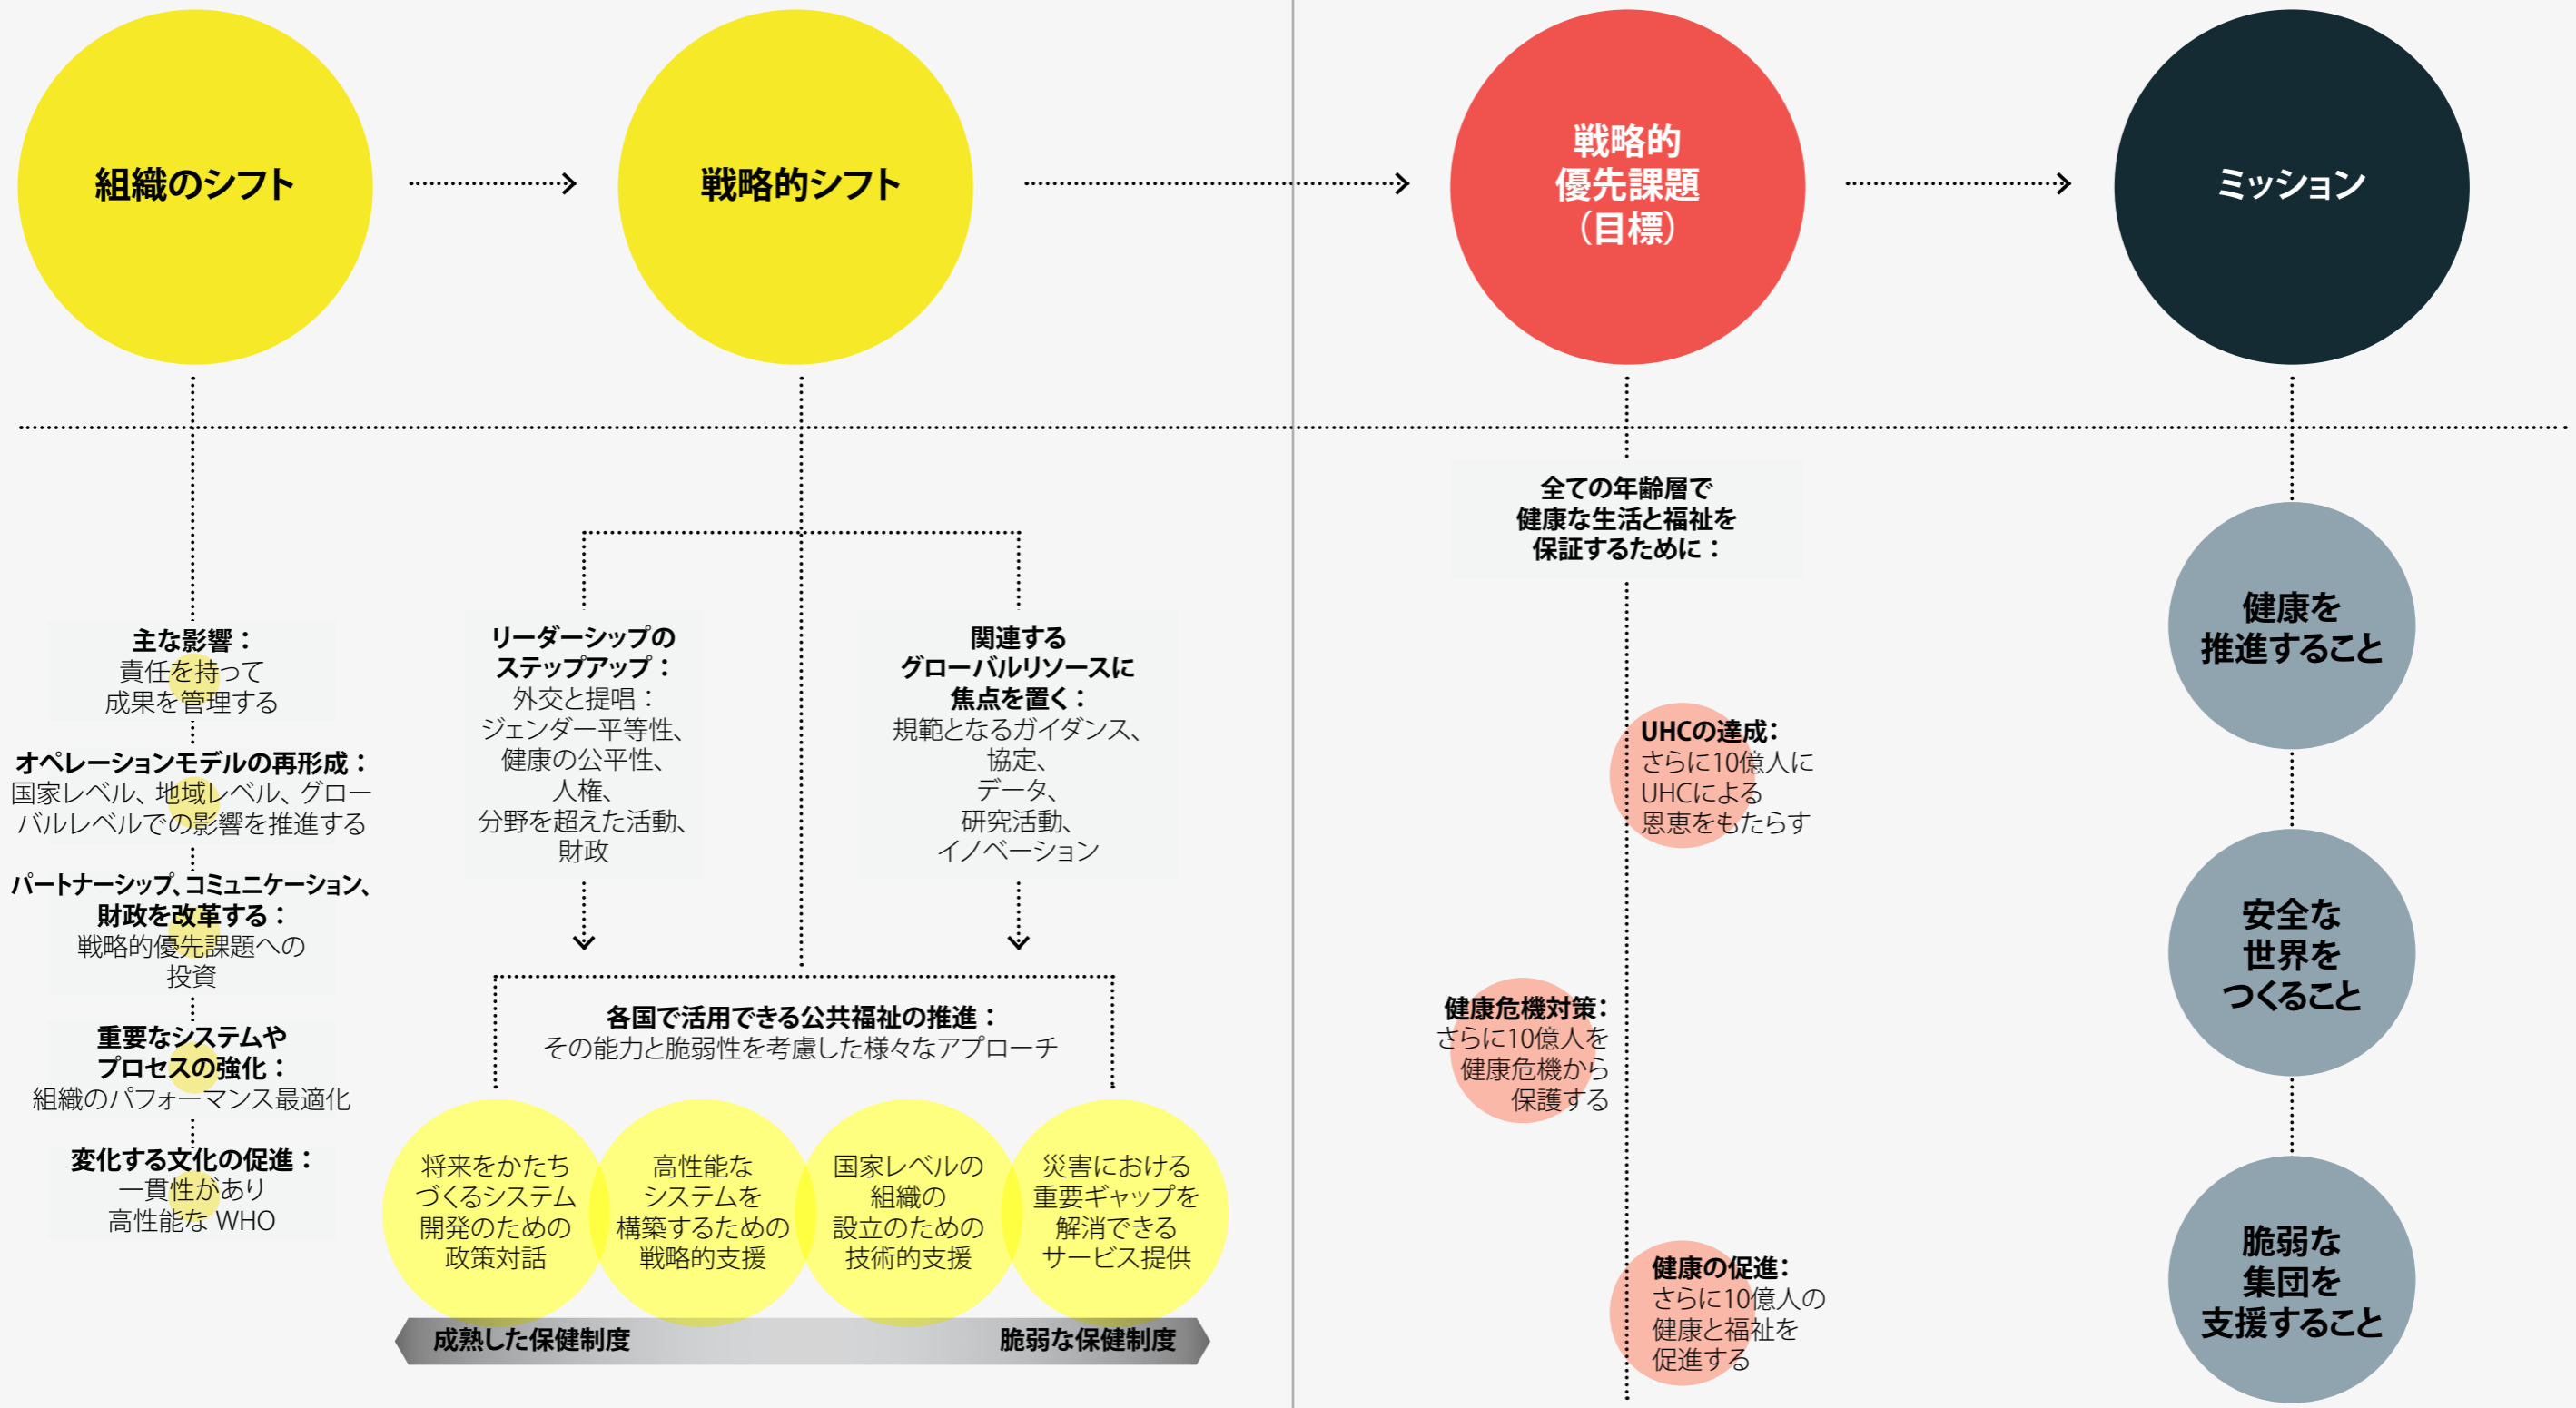 組織のシフト
戦略的シフト
戦略的
優先課題
（目標）
ミッション
主な影響：
責任を持って
成果を管理する
オペレーションモデルの再形成：
国家レベル、地域レベル、グロー
バルレベルでの影響を推進する
パートナーシップ、コミュニケーション、
財政を改革する：
戦略的優先課題への
投資
重要なシステムや
プロセスの強化：
組織のパフォーマンス最適化
変化する文化の促進：
一貫性があり
高性能な WHO
リーダーシップの
ステップアップ：
外交と提唱：
ジェンダー平等性、
健康の公平性、
人権、
分野を超えた活動、
財政
関連する
グローバルリソースに
焦点を置く：
規範となるガイダンス、
協定、
データ、
研究活動、
イノベーション
各国で活用できる公共福祉の推進：
その能力と脆弱性を考慮した様々なアプローチ
将来をかたち
づくるシステム
開発のための
政策対話
高性能な
システムを
構築するための
戦略的支援
国家レベルの
組織の
設立のための
技術的支援
災害における
重要ギャップを
解消できる
サービス提供
成熟した保健制度
脆弱な保健制度
全ての年齢層で
健康な生活と福祉を
保証するために：
UHCの達成：
さらに10億人に
UHCによる
恩恵をもたらす
健康危機対策：
さらに10億人を
健康危機から
保護する
健康の促進：
さらに10億人の
健康と福祉を
促進する
健康を
推進すること
安全な
世界を
つくること
脆弱な
集団を
支援すること